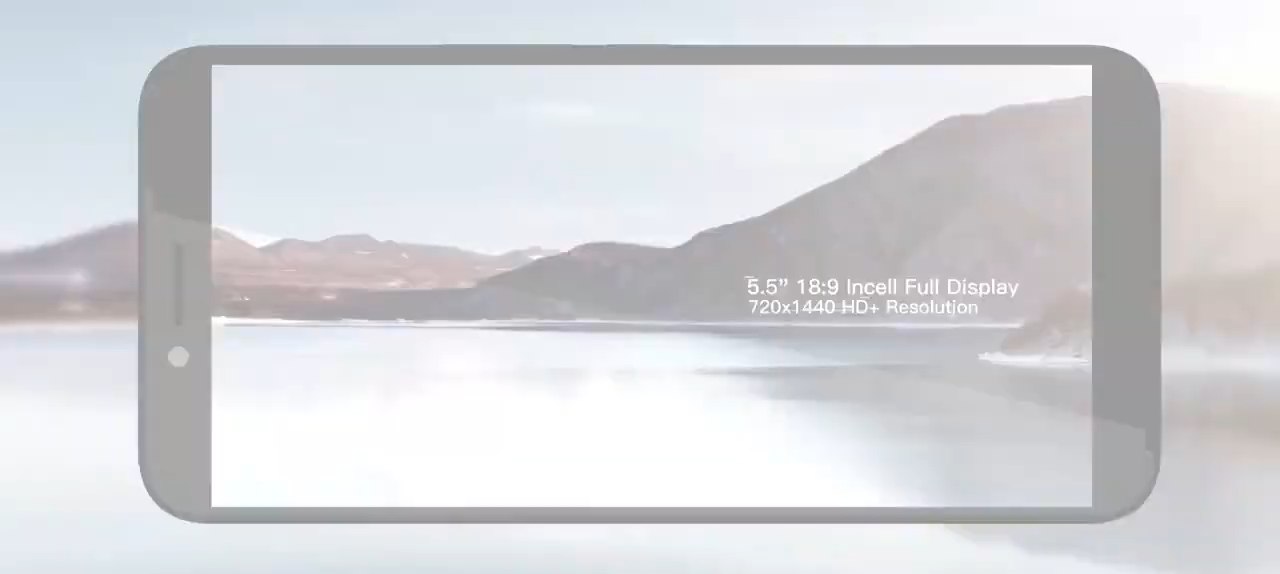 5.5” 18:9 Incell Full Display
720x1440 HD+ Resolution